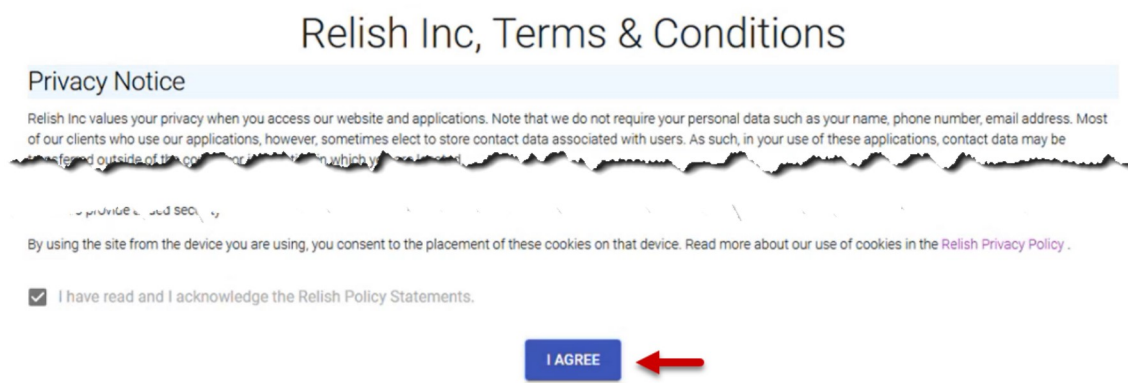 Relish Inc, Terms & Conditions
Privacy Notice
Relish Inc values your privacy when you access our website and applications. Note that we do not require your personal data such as your name, phone number, email address. Most
of our clients who use our applications, however, sometimes elect to store contact data associated with users. As such, in your use of these applications, contact data may be
outside of the
By using the site from the device you are using, you consent to the placement of these cookies on that device. Read more about our use of cookies in the Relish Privacy Policy .
I have read and I acknowledge the Relish Policy Statements.
I AGREE